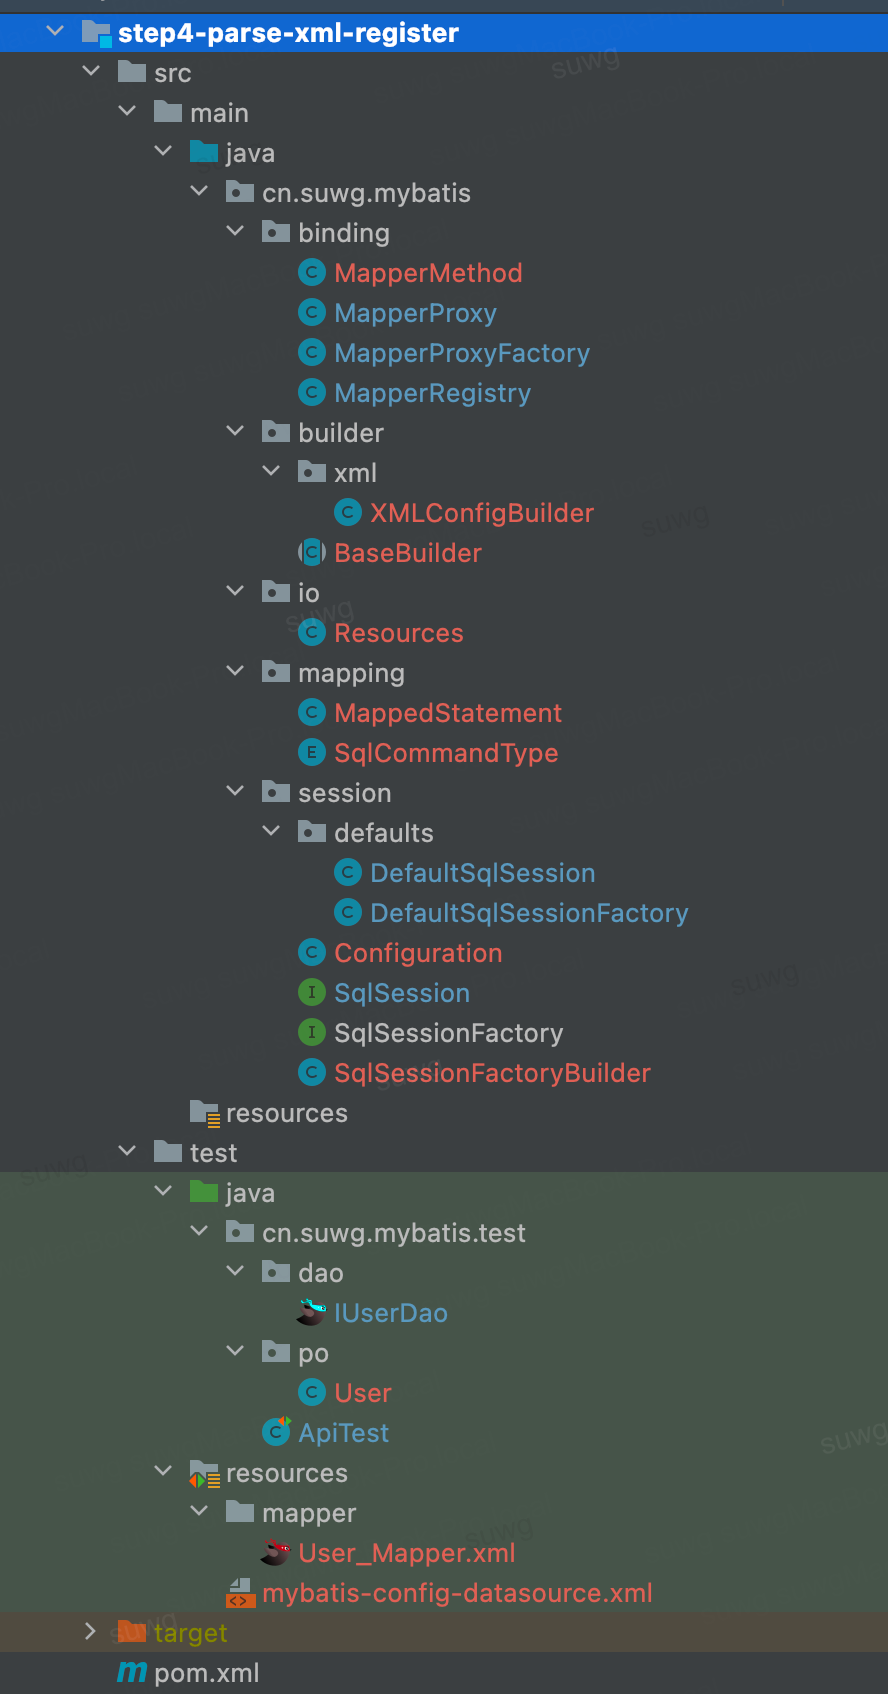 step4-parse-xml-register
src
main
java
cn.suwg.mybatis
binding
MapperMethod
MapperProxy
MapperProxyFactory
MapperRegistry
builder
xml
XMLConfigBuilder
BaseBuilder
io
Resources
mapping
MappedStatement
SqlCommandType
session
defaults
DefaultSqlSession
DefaultSqlSessionFactory
Configuration
SqlSession
SqlSessionFactory
SqlSessionFactoryBuilder
resources
test
java
cn.suwg.mybatis.test
dao
IUserDao
po
User
ApiTest
resources
mapper
User_Mapper.xml
mybatis-config-datasource.xml
target
pom.xml